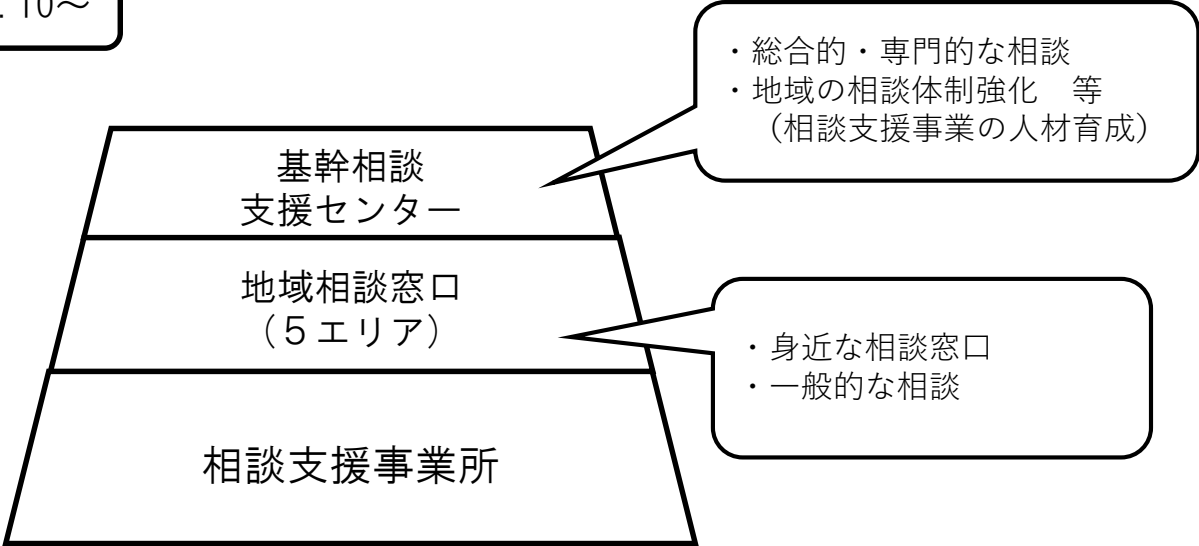 10～
・総合的・専門的な相談
・地域の相談体制強化　等
（相談支援事業の人材育成）
基幹相談
支援センター
地域相談窓口
（５エリア）
・身近な相談窓口
・一般的な相談
相談支援事業所